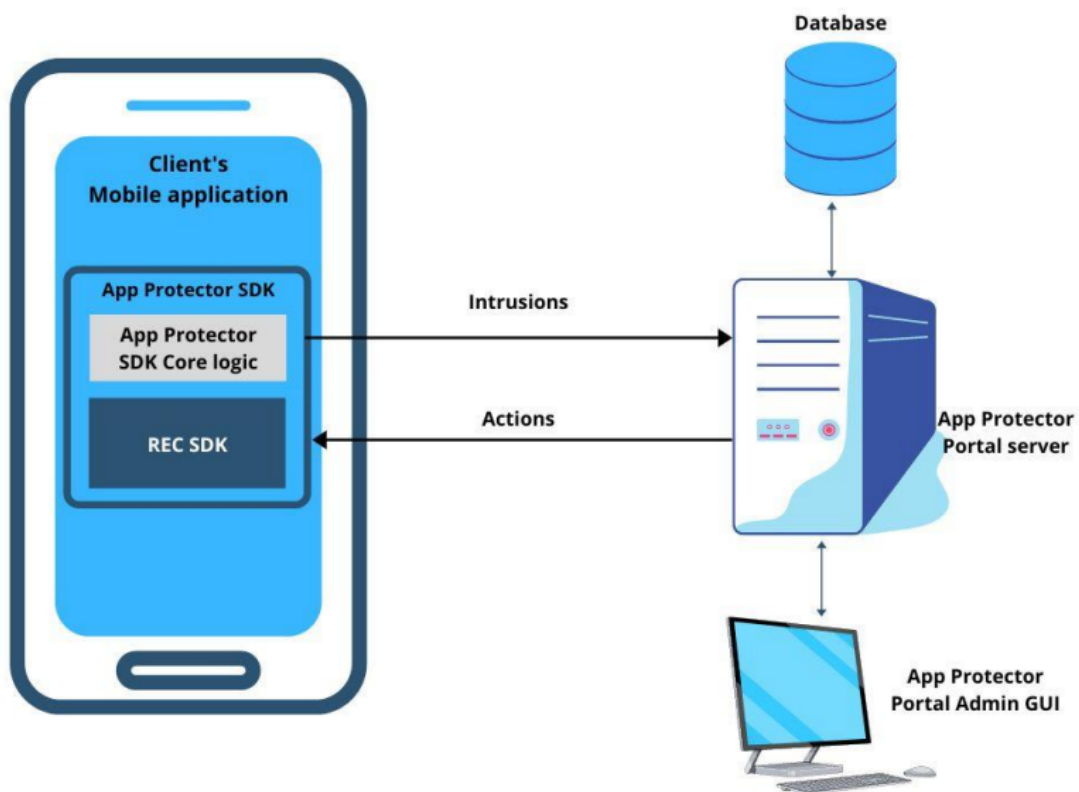 Database
Client's
Mobile application
App Protector SDK
App Protector
SDK Core logic
REC SDK
Intrusions
Actions
App Protector
Portal server
App Protector
Portal Admin GUI